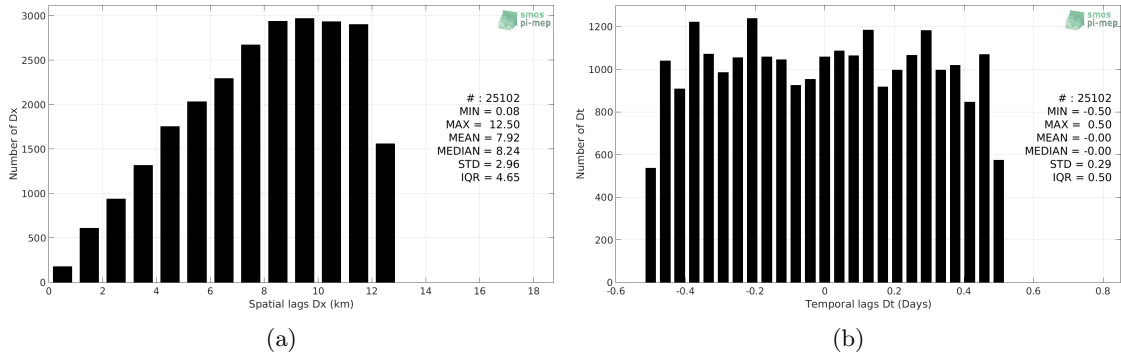 3000
2500
2000
1500
1000
500
0
Number of Dx
0 2 4 6 8 10 12 14 16 18
Spatial lags Dx (km)
smos
pi-mep
# : 25102
MIN = 0.08
MAX = 12.50
MEAN = 7.92
MEDIAN = 8.24
STD = 2.96
IQR = 4.65
(a)
1200
1000
800
600
400
200
0
Number of Dt
-0.6 -0.4 -0.2 0 0.2 0.4 0.6 0.8
Temporal lags Dt (Days)
smos
pi-mep
# : 25102
MIN = -0.50
MAX = 0.50
MEAN = -0.00
MEDIAN = -0.00
STD = 0.29
IQR = 0.50
(b)